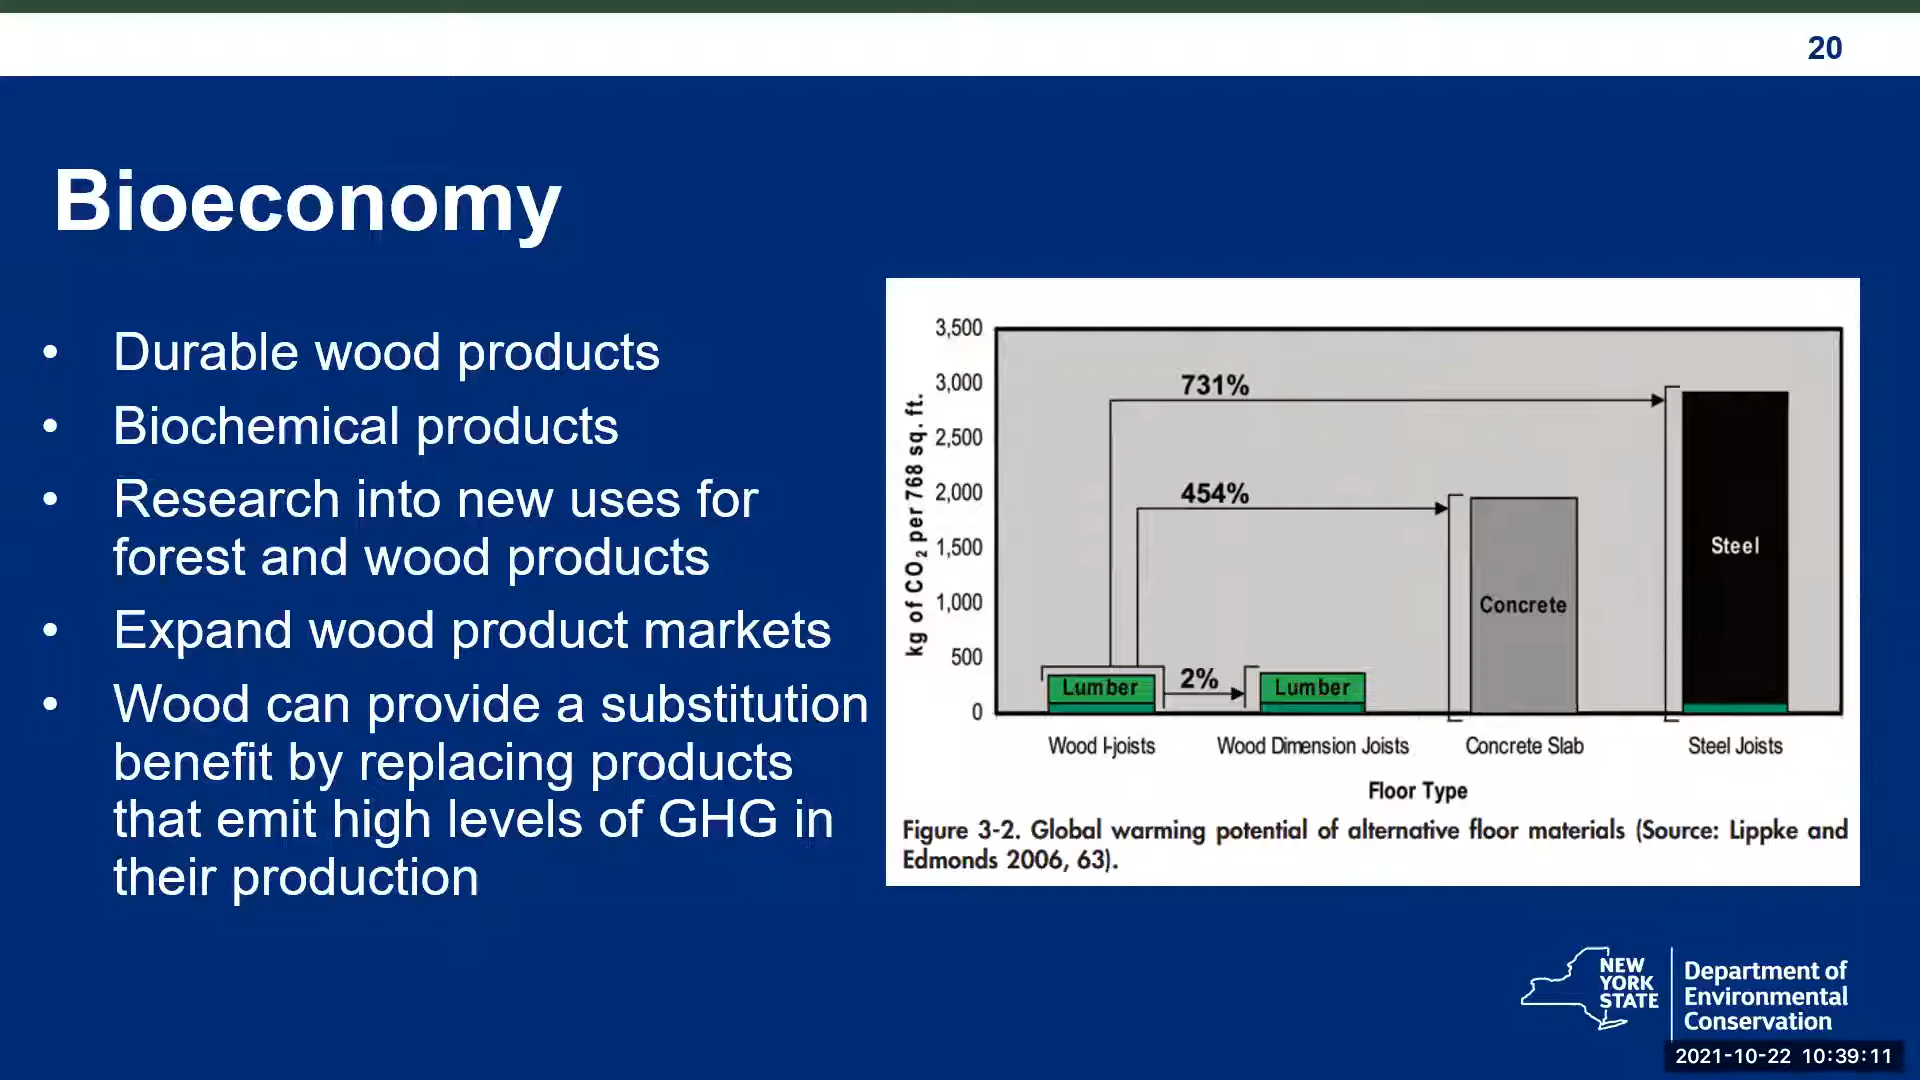 20
Bioeconomy
• Durable wood products
• Biochemical products
• Research into new uses for
forest and wood products
• Expand wood product markets
• Wood can provide a substitution
benefit by replacing products
that emit high levels of GHG in
their production
kg of CO₂ per 768 sq. ft.
3,500
3,000
2,500
2,000
1,500
1,000
500
0
731%
454%
2%
Lumber
Lumber
Concrete
Steel
Wood I-joists
Wood Dimension Joists
Concrete Slab
Steel Joists
Floor Type
Figure 3-2. Global warming potential of alternative floor materials (Source: Lippke and
Edmonds 2006, 63).
NEW
YORK
STATE
Department of
Environmental
Conservation
2021-10-22 10:39:11